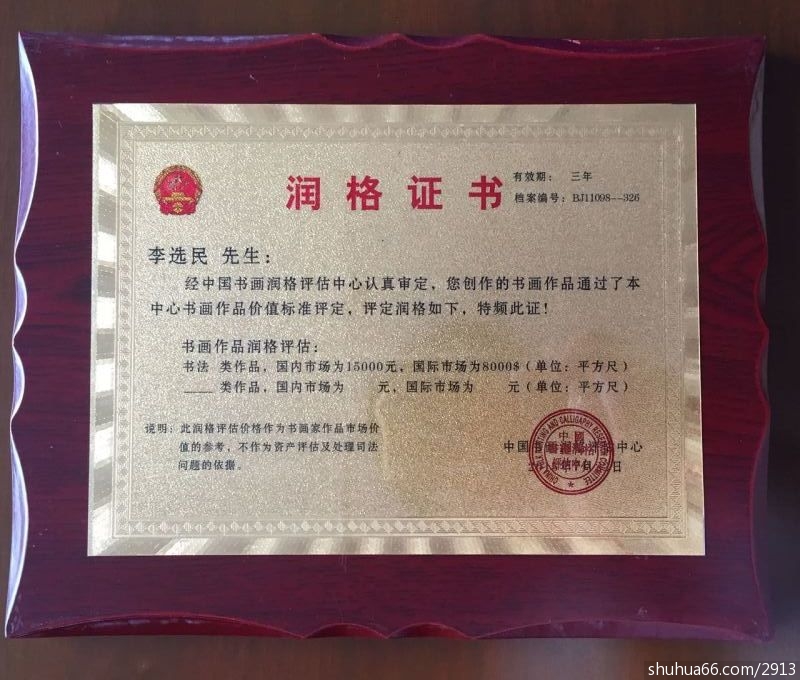 润格证书
有效期： 三年
档案编号：BJ11098--326
李选民 先生：
经中国书画润格评估中心认真审定，您创作的书画作品通过了本
中心书画作品价值标准评定，评定润格如下，特颁此证！
书画作品润格评估：
书法 类作品，国内市场为15000元，国际市场为8000$（单位：平方尺）
____ 类作品，国内市场为 元，国际市场为 元（单位：平方尺）
说明：此润格评估价格作为书画家作品市场价
值的参考，不作为资产评估及处理司法
问题的依据。
中国书画润格评估中心
shuhua66.com/2913